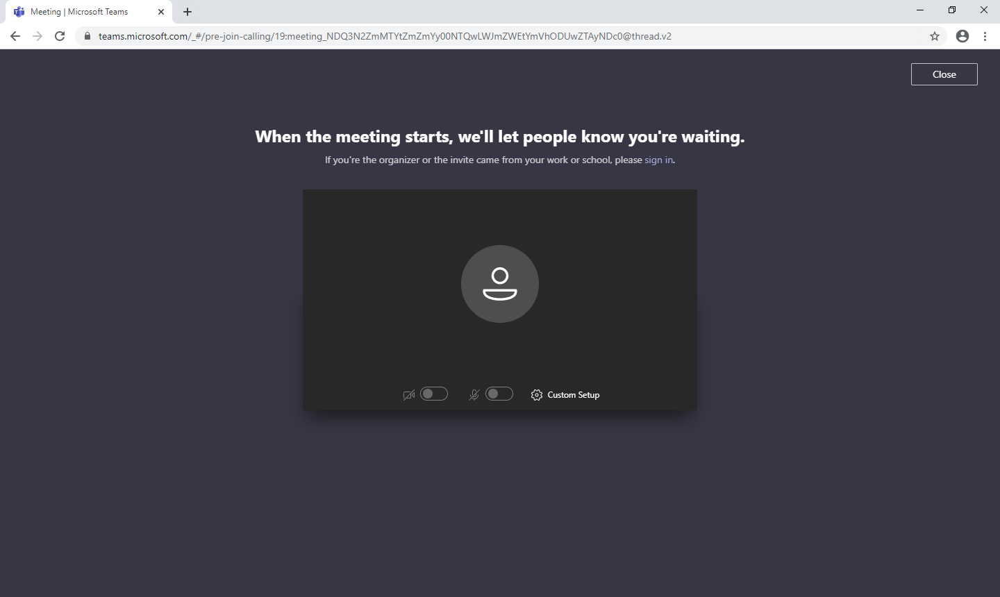 Meeting | Microsoft Teams
teams.microsoft.com/_#/pre-join-calling/19:meeting_NDQ3N2ZmMTYtZmZmYy00NTQwLWJmZWEtYmVhODUwZTAyNDc0@thread.v2
Close
When the meeting starts, we'll let people know you're waiting.
If you're the organizer or the invite came from your work or school, please sign in.
Custom Setup